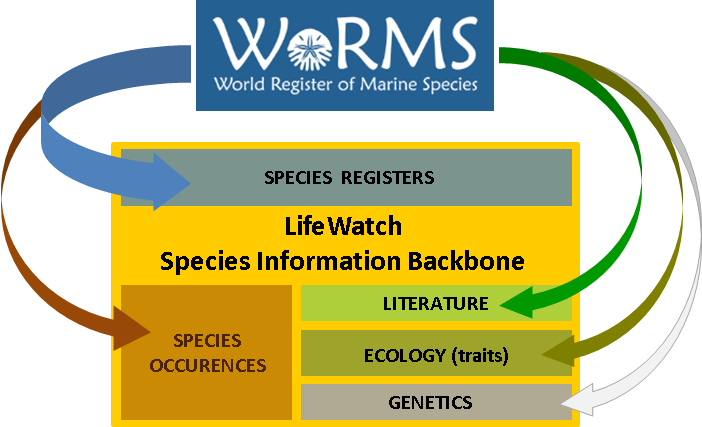 WoRMS
World Register of Marine Species
SPECIES REGISTERS
LifeWatch
Species Information Backbone
LITERATURE
SPECIES
OCCURENCES
ECOLOGY (traits)
GENETICS